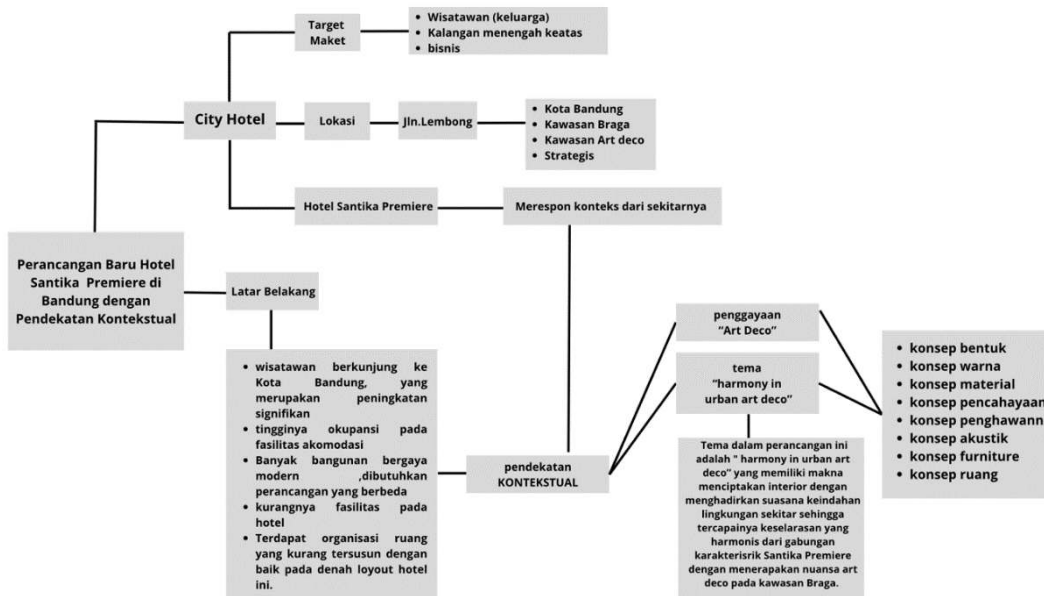 Target
Maket
• Wisatawan (keluarga)
• Kalangan menengah keatas
• bisnis
City Hotel
Lokasi
Jln.Lembong
• Kota Bandung
• Kawasan Braga
• Kawasan Art deco
• Strategis
Hotel Santika Premiere
Merespon konteks dari sekitarnya
Perancangan Baru Hotel
Santika Premiere di
Bandung dengan
Pendekatan Kontekstual
Latar Belakang
• wisatawan berkunjung ke
Kota Bandung, yang
merupakan peningkatan
signifikan
• tingginya okupansi pada
fasilitas akomodasi
• Banyak bangunan bergaya
modern ,dibutuhkan
perancangan yang berbeda
• kurangnya fasilitas pada
hotel
• Terdapat organisasi ruang
yang kurang tersusun dengan
baik pada denah loyout hotel
ini.
pendekatan
KONTEKSTUAL
penggayaan
“Art Deco”
tema
“harmony in
urban art deco”
Tema dalam perancangan ini
adalah " harmony in urban art
deco” yang memiliki makna
menciptakan interior dengan
menghadirkan suasana keindahan
lingkungan sekitar sehingga
tercapainya keselarasan yang
harmonis dari gabungan
karakterisrik Santika Premiere
dengan menerapakan nuansa art
deco pada kawasan Braga.
• konsep bentuk
• konsep warna
• konsep material
• konsep pencahayaan
• konsep penghawann
• konsep akustik
• konsep furniture
• konsep ruang